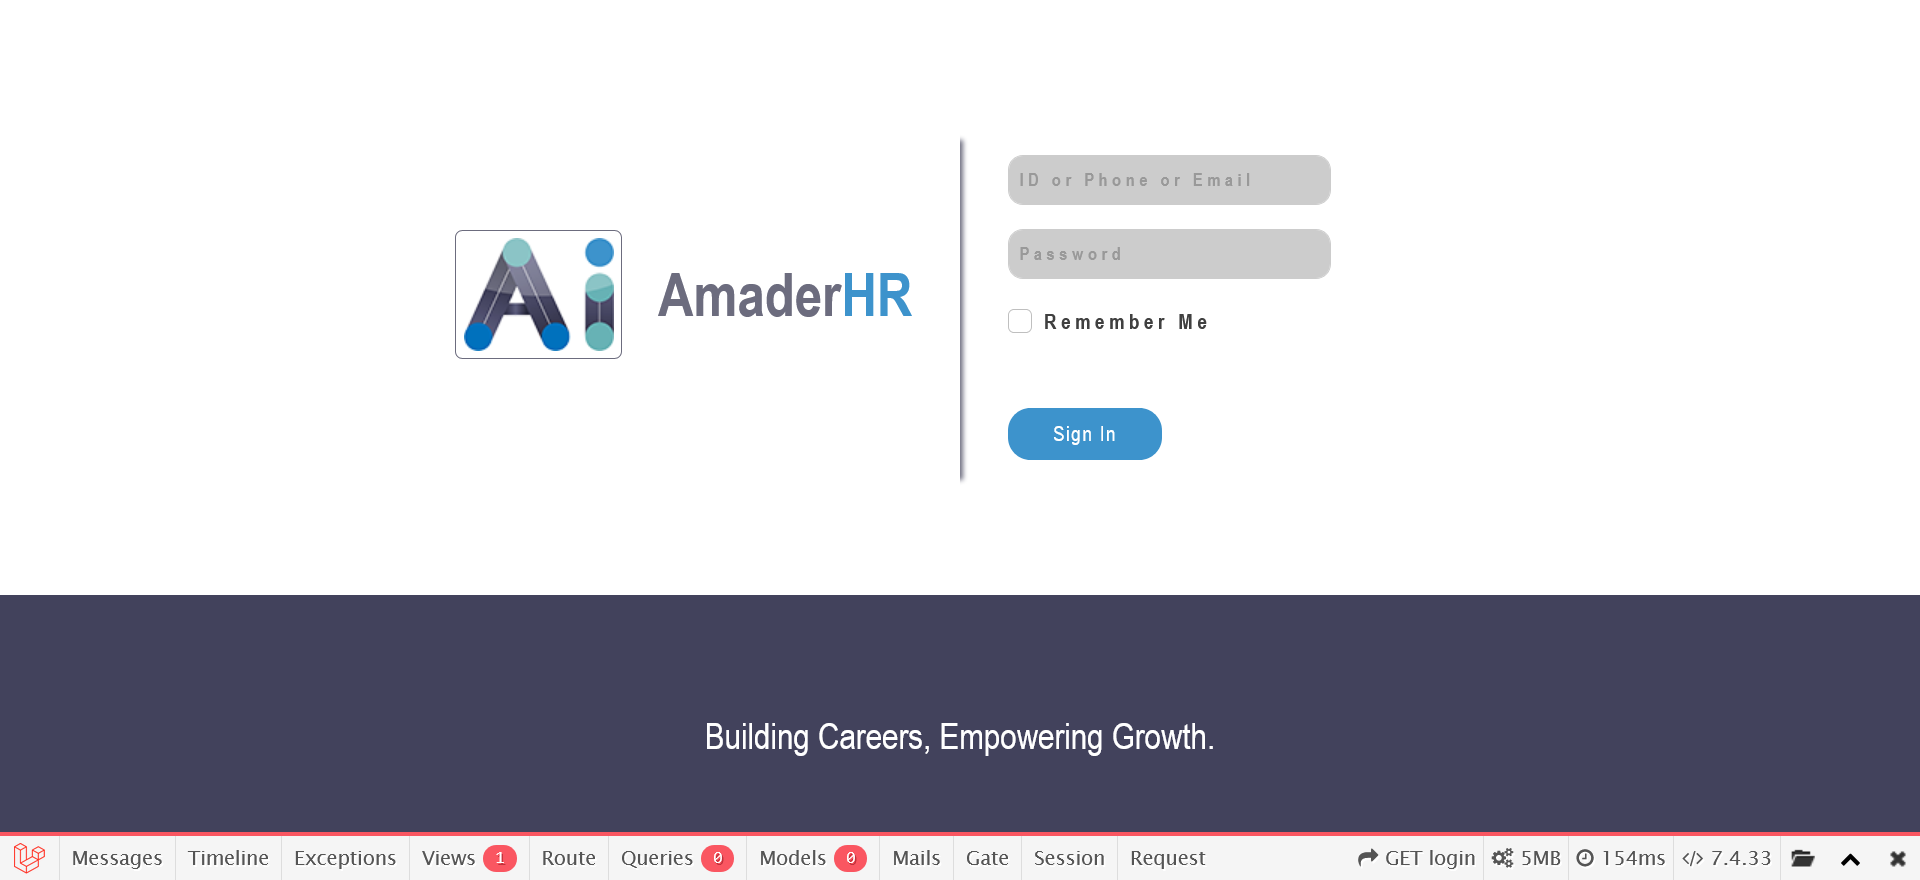 Ai
AmaderHR
ID or Phone or Email
Password
Remember Me
Sign In
Building Careers, Empowering Growth.
Messages Timeline Exceptions Views 1 Route Queries 0 Models 0 Mails Gate Session Request GET login 5MB 154ms 7.4.33